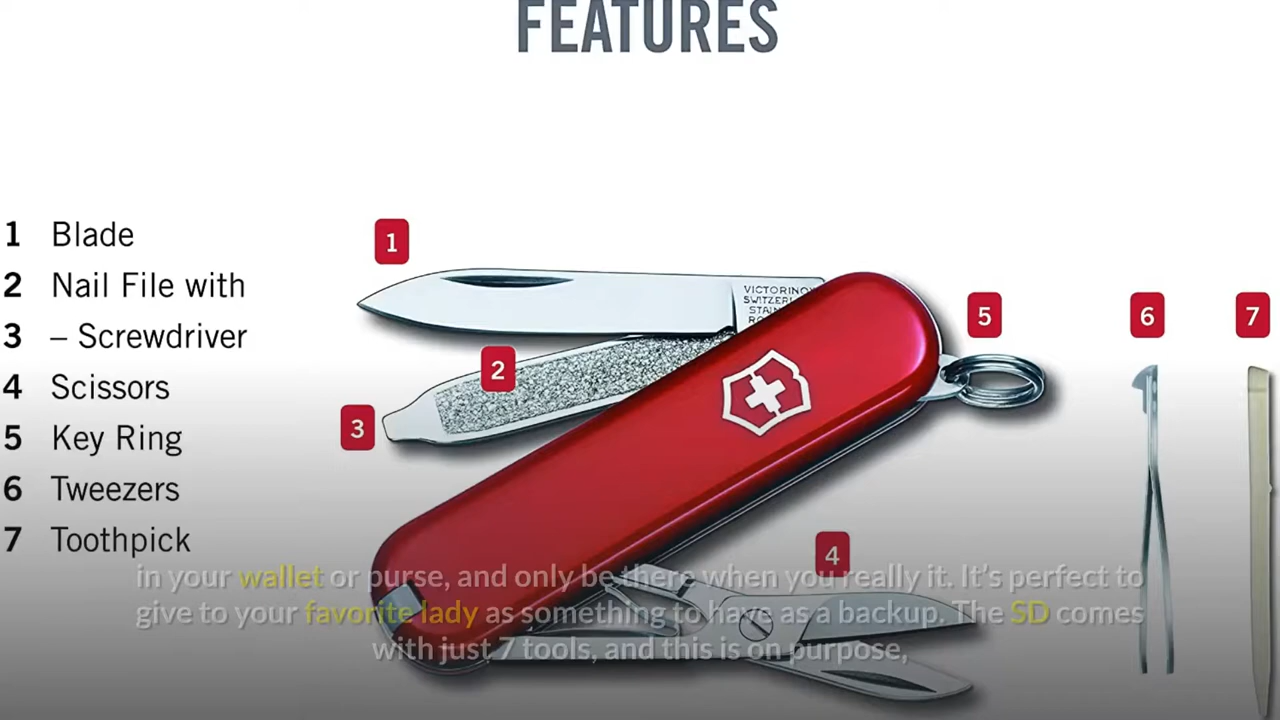 FEATURES
1 Blade
2 Nail File with
3 – Screwdriver
4 Scissors
5 Key Ring
6 Tweezers
7 Toothpick
1
2
3
4
5
6
7
VICTORINOX
SWITZERL
STAIN
RO
in your wallet or purse, and only be there when you really it. It's perfect to
give to your favorite lady as something to have as a backup. The SD comes
with just 7 tools, and this is on purpose,